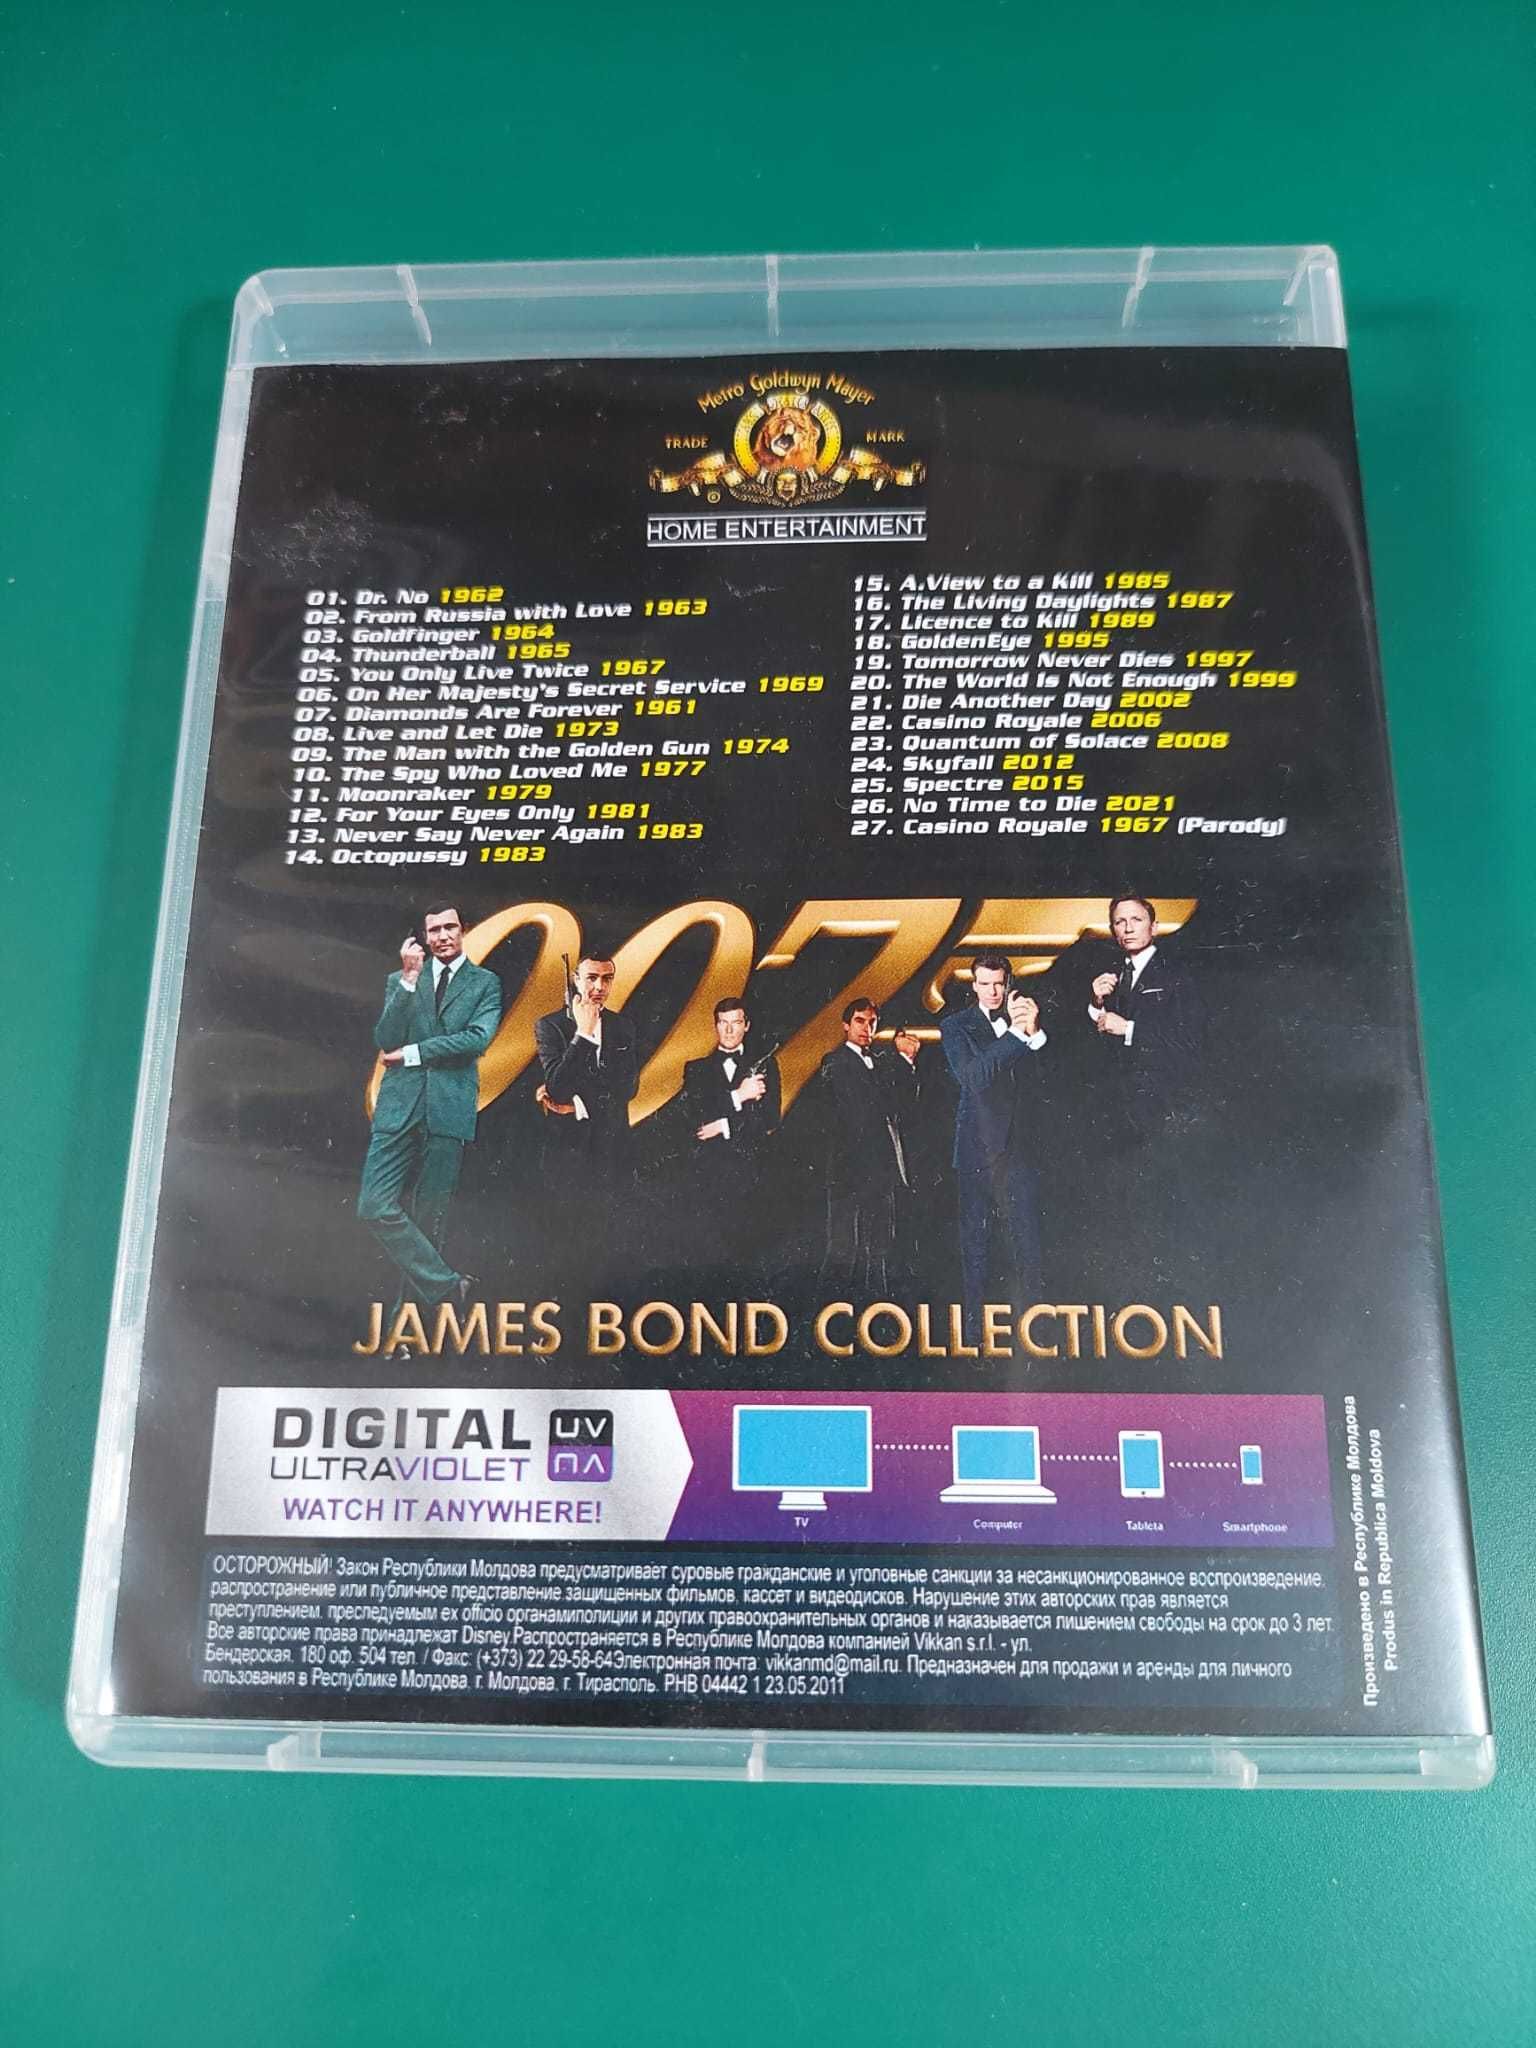 Metro Goldwyn Mayer
TRADE MARK
HOME ENTERTAINMENT
01. Dr. No 1962
02. From Russia with Love 1963
03. Goldfinger 1964
04. Thunderball 1965
05. You Only Live Twice 1967
06. On Her Majesty's Secret Service 1969
07. Diamonds Are Forever 1961
08. Live and Let Die 1973
09. The Man with the Golden Gun 1974
10. The Spy Who Loved Me 1977
11. Moonraker 1979
12. For Your Eyes Only 1981
13. Never Say Never Again 1983
14. Octopussy 1983
15. A.View to a Kill 1985
16. The Living Daylights 1987
17. Licence to Kill 1989
18. GoldenEye 1995
19. Tomorrow Never Dies 1997
20. The World Is Not Enough 1999
21. Die Another Day 2002
22. Casino Royale 2006
23. Quantum of Solace 2008
24. Skyfall 2012
25. Spectre 2015
26. No Time to Die 2021
27. Casino Royale 1967 (Parody)
007
JAMES BOND COLLECTION
DIGITAL
ULTRAVIOLET
UV
UV
WATCH IT ANYWHERE!
TV
Computer
Tableta
Smartphone
ОСТОРОЖНЫЙ! Закон Республики Молдова предусматривает суровые гражданские и уголовные санкции за несанкционированное воспроизведение,
распространение или публичное представление защищенных фильмов, кассет и видеодисков. Нарушение этих авторских прав является
преступлением, преследуемым ex officio органамиполиции и других правоохранительных органов и наказывается лишением свободы на срок до 3 лет.
Все авторские права принадлежат Disney.Распространяется в Республике Молдова компанией Vikkan s.r.l. - ул.
Бендерская. 180 оф. 504 тел. / Факс: (+373) 22 29-58-64Электронная почта: vikkanmd@mail.ru. Предназначен для продажи и аренды для личного
пользования в Республике Молдова, г. Молдова, г. Тирасполь. РНВ 04442 1 23.05.2011
Произведено в Республике Молдова
Produs in Republica Moldova